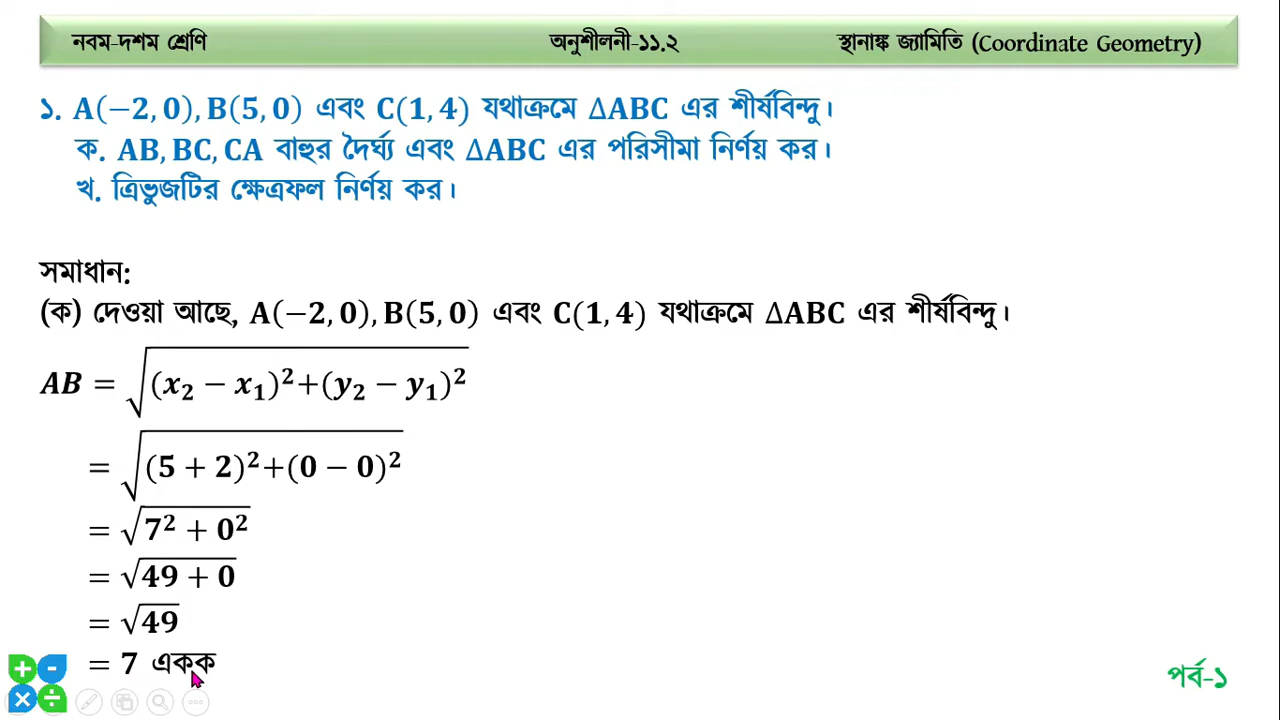 নবম-দশম শ্রেণি অনুশীলনী-১১.২ স্থানাঙ্ক জ্যামিতি (Coordinate Geometry)
১. A(−2, 0), B(5, 0) এবং C(1, 4) যথাক্রমে ΔABC এর শীর্ষবিন্দু।
ক. AB, BC, CA বাহুর দৈর্ঘ্য এবং ΔABC এর পরিসীমা নির্ণয় কর।
খ. ত্রিভুজটির ক্ষেত্রফল নির্ণয় কর।
সমাধান:
(ক) দেওয়া আছে, A(−2, 0), B(5, 0) এবং C(1, 4) যথাক্রমে ΔABC এর শীর্ষবিন্দু।
AB = √((x₂ − x₁)²+(y₂ − y₁)²)
= √((5 + 2)²+(0 − 0)²)
= √(7² + 0²)
= √(49 + 0)
= √49
= 7 একক
পর্ব-১